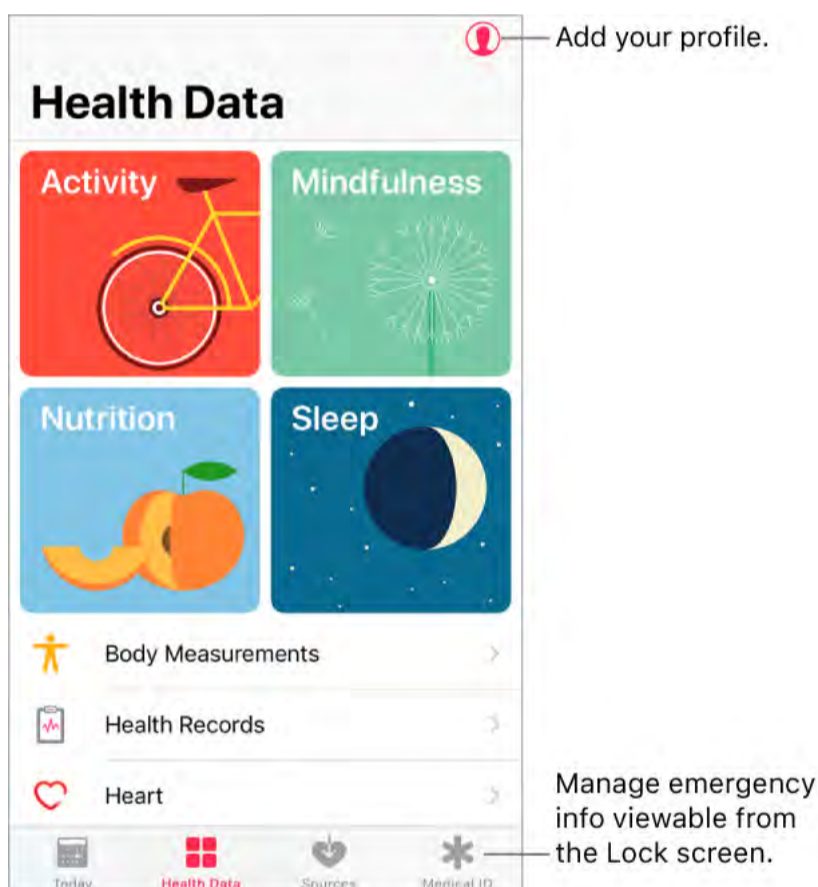 Add your profile.
Health Data
Activity
Mindfulness
Nutrition
Sleep
Body Measurements
Health Records
Heart
Manage emergency
info viewable from
the Lock screen.
Today
Health Data
Sources
Medical ID